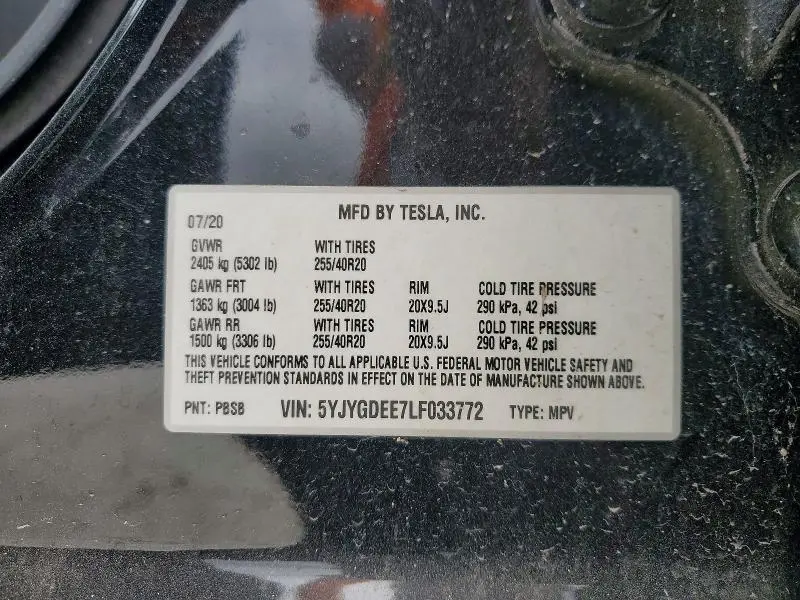 MFD BY TESLA, INC.
07/20
GVWR WITH TIRES
2405 kg (5302 lb) 255/40R20
GAWR FRT WITH TIRES RIM COLD TIRE PRESSURE
1363 kg (3004 lb) 255/40R20 20X9.5J 290 kPa, 42 psi
GAWR RR WITH TIRES RIM COLD TIRE PRESSURE
1500 kg (3306 lb) 255/40R20 20X9.5J 290 kPa, 42 psi
THIS VEHICLE CONFORMS TO ALL APPLICABLE U.S. FEDERAL MOTOR VEHICLE SAFETY AND
THEFT PREVENTION STANDARDS IN EFFECT ON THE DATE OF MANUFACTURE SHOWN ABOVE.
PNT: PBSB VIN: 5YJYGDEE7LF033772 TYPE: MPV